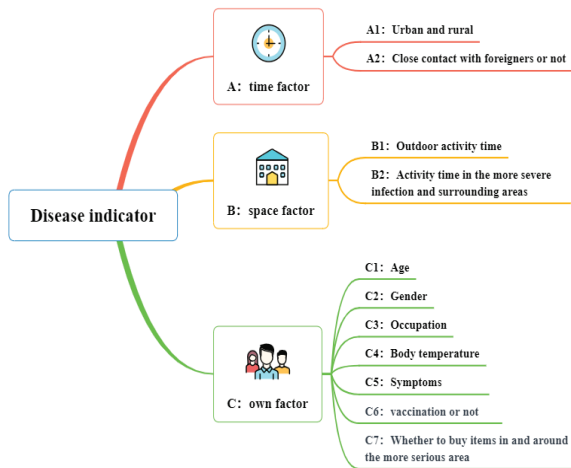 Disease indicator
A： time factor
A1： Urban and rural
A2： Close contact with foreigners or not
B： space factor
B1： Outdoor activity time
B2： Activity time in the more severe
infection and surrounding areas
C： own factor
C1： Age
C2： Gender
C3： Occupation
C4： Body temperature
C5： Symptoms
C6： vaccination or not
C7： Whether to buy items in and around
the more serious area